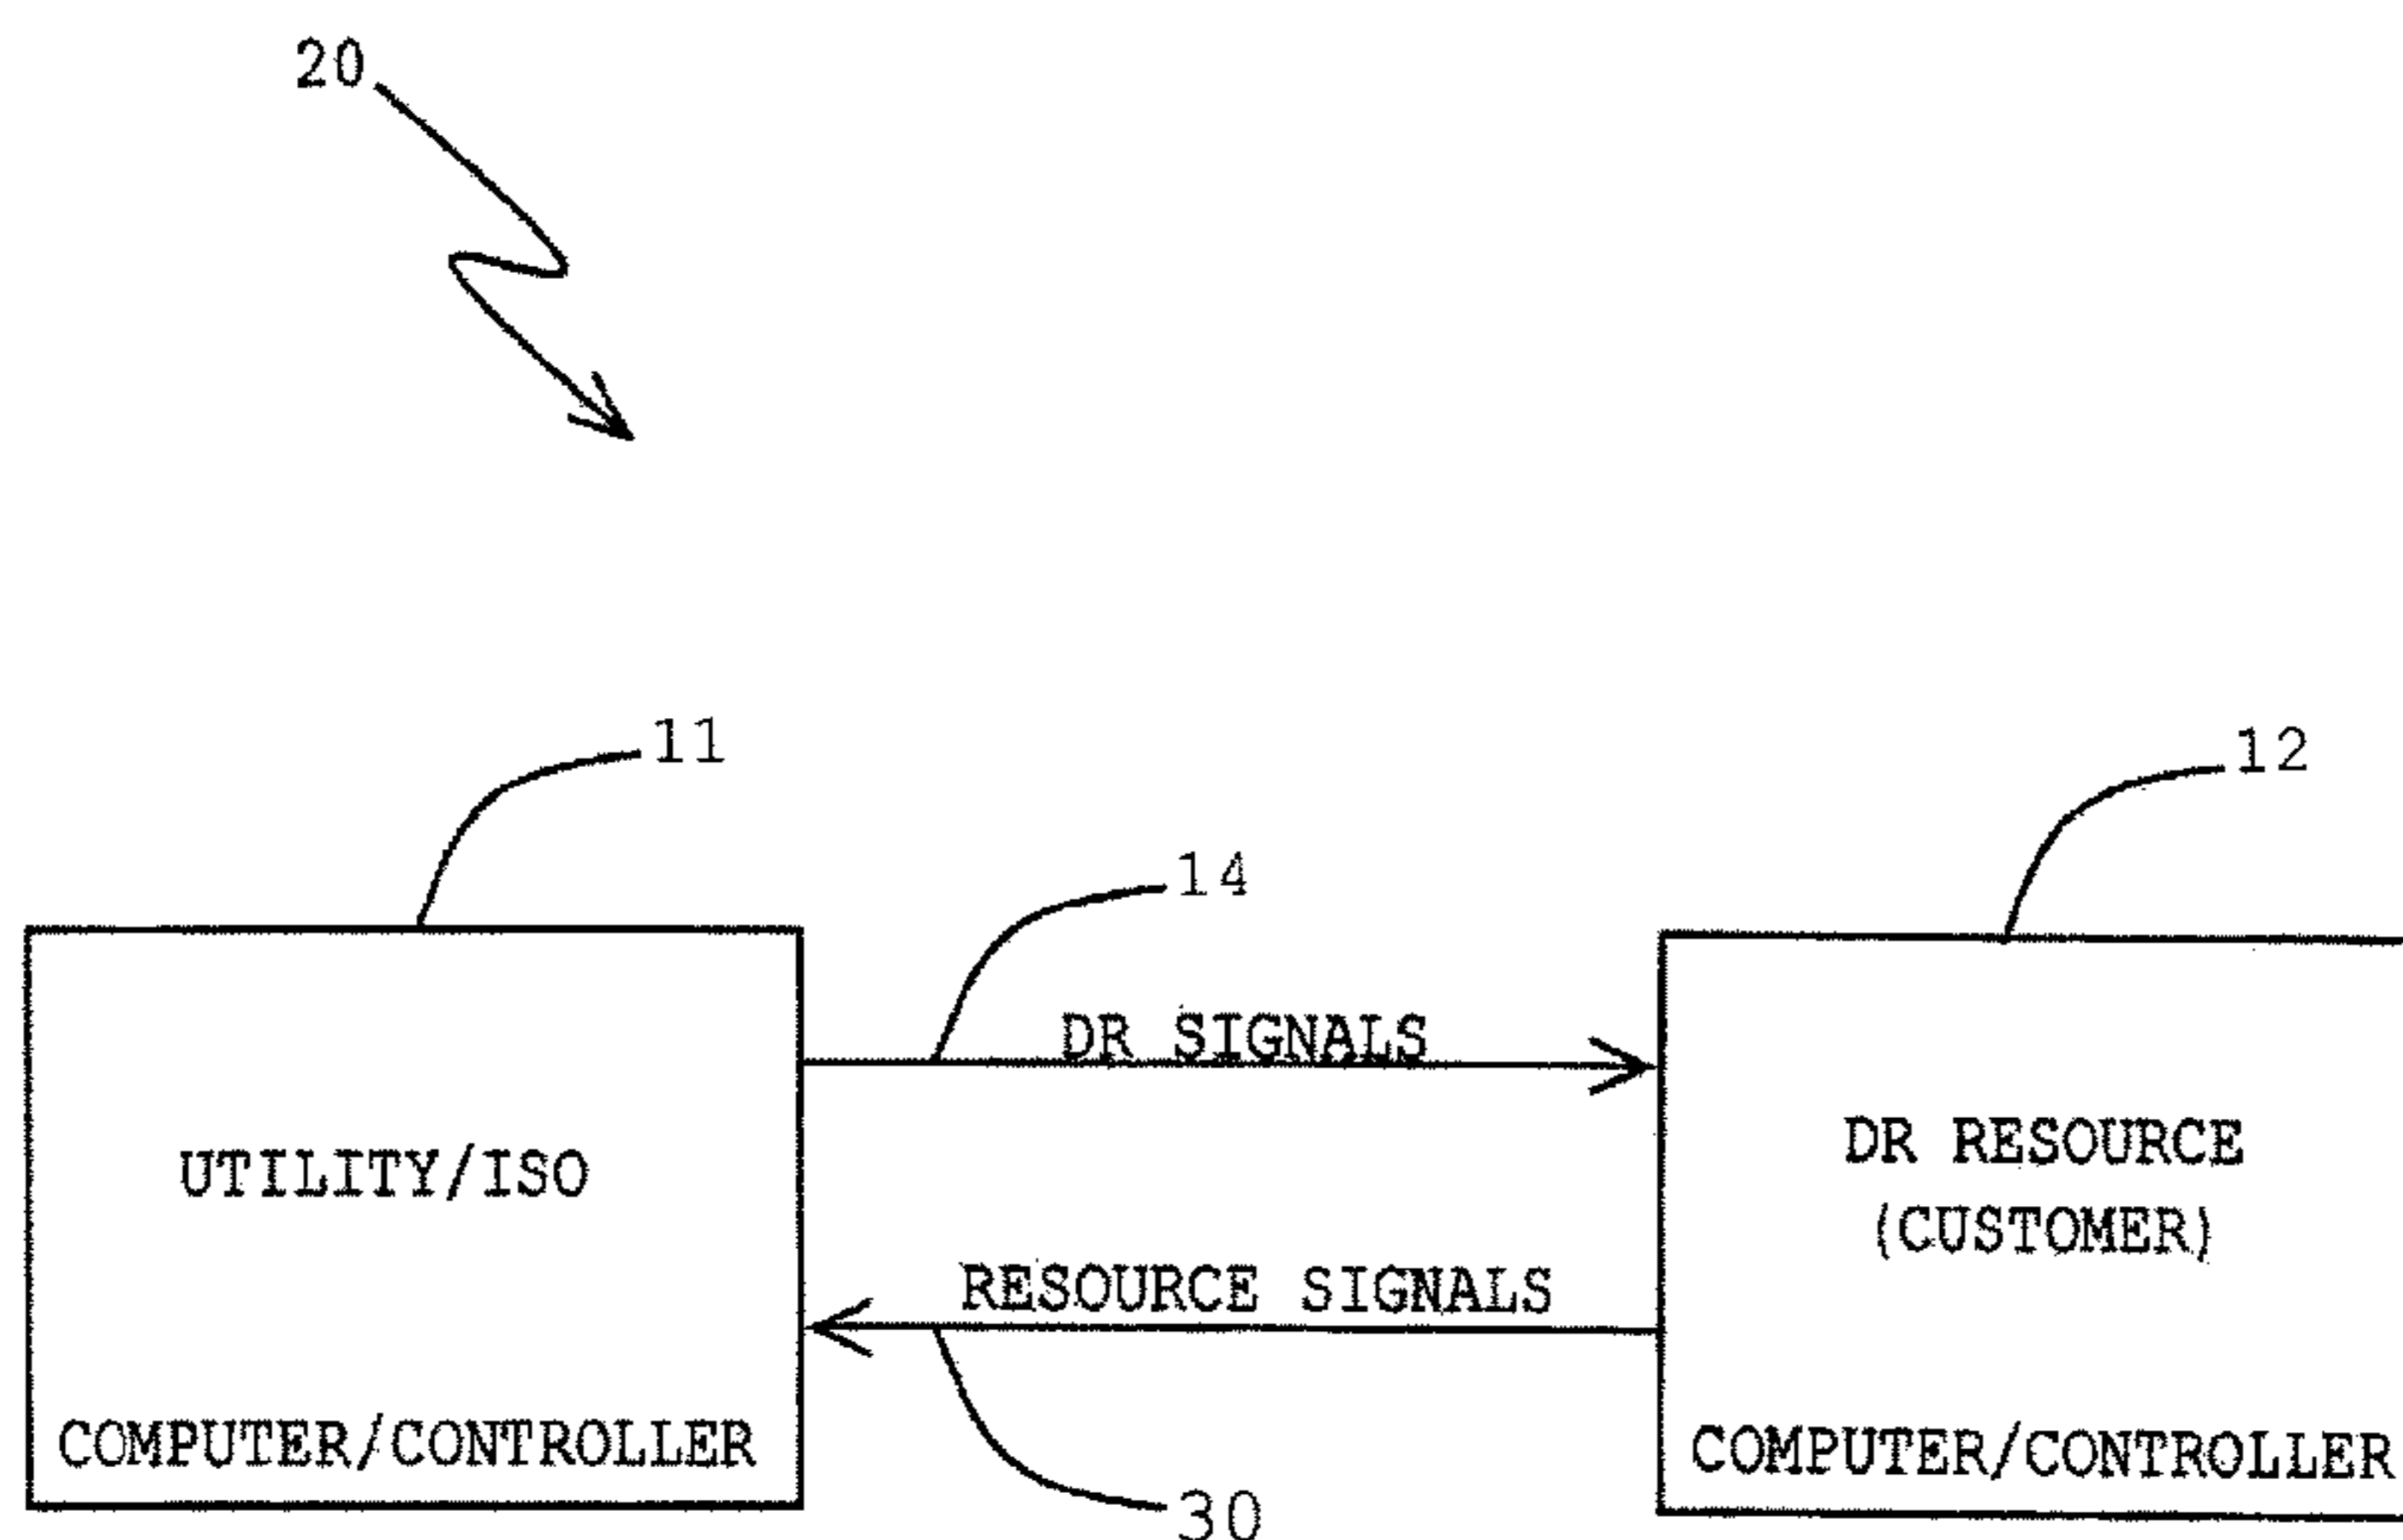 20
11
12
14
DR SIGNALS
UTILITY/ISO
DR RESOURCE
(CUSTOMER)
RESOURCE SIGNALS
COMPUTER/CONTROLLER
COMPUTER/CONTROLLER
30